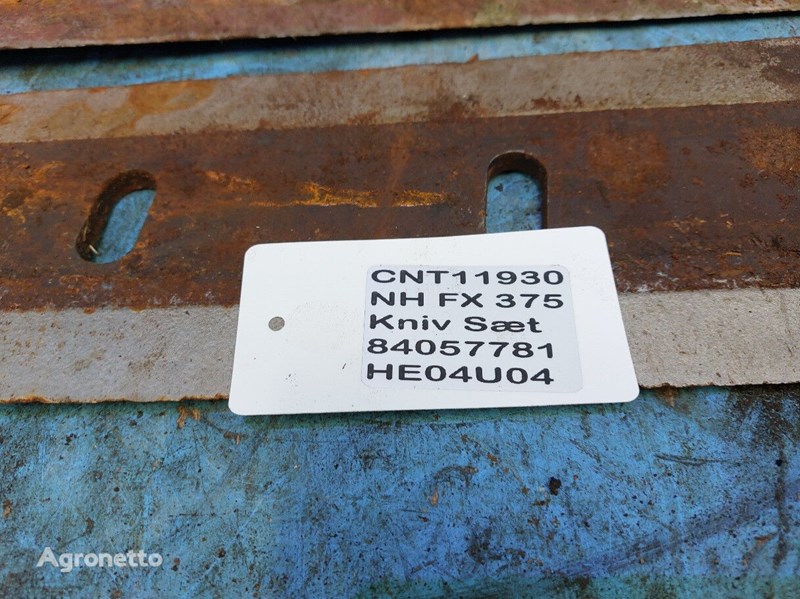 CNT11930
NH FX 375
Kniv Sæt
84057781
HE04U04
Agronetto